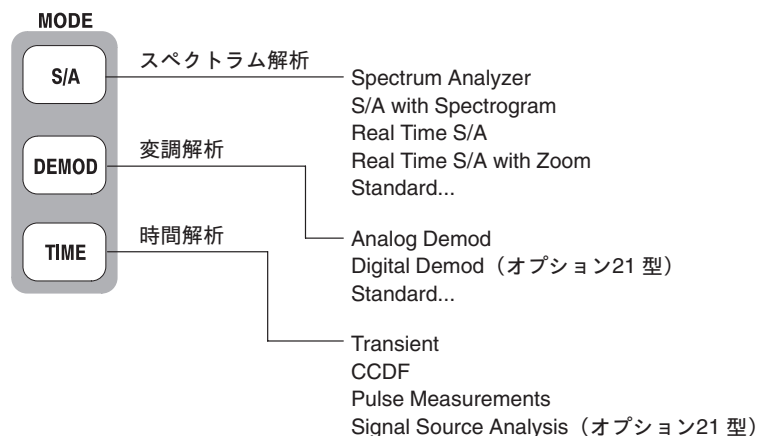 MODE
S/A
スペクトラム解析
Spectrum Analyzer
S/A with Spectrogram
Real Time S/A
Real Time S/A with Zoom
Standard...
DEMOD
変調解析
Analog Demod
Digital Demod（オプション21 型）
Standard...
TIME
時間解析
Transient
CCDF
Pulse Measurements
Signal Source Analysis（オプション21 型）